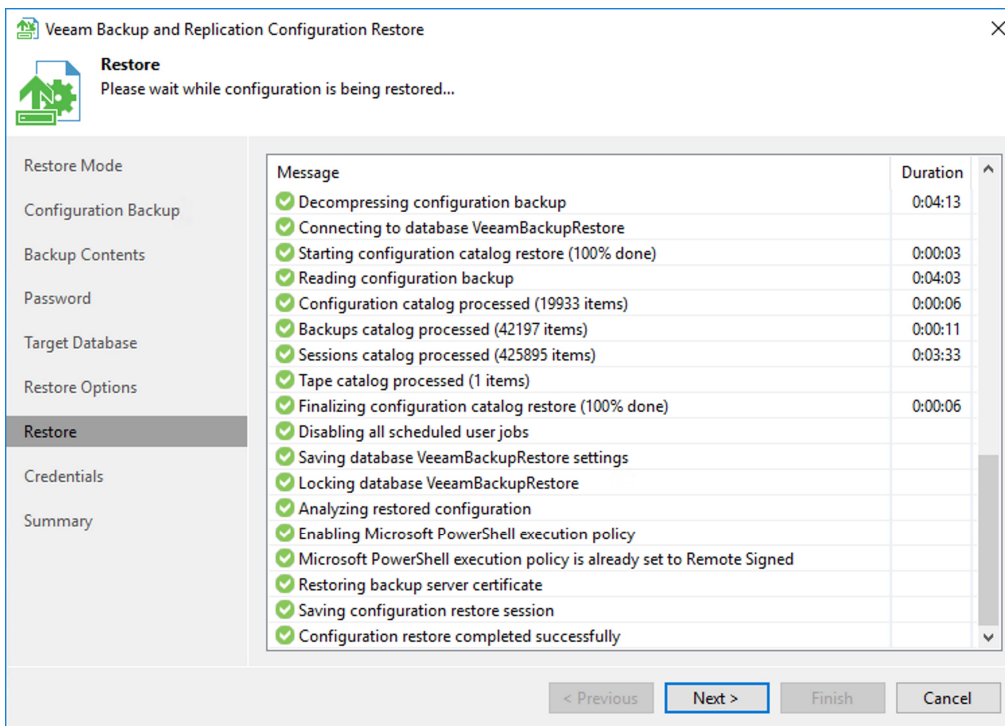 Veeam Backup and Replication Configuration Restore
Restore
Please wait while configuration is being restored...
Restore Mode
Configuration Backup
Backup Contents
Password
Target Database
Restore Options
Restore
Credentials
Summary
Message Duration
Decompressing configuration backup 0:04:13
Connecting to database VeeamBackupRestore
Starting configuration catalog restore (100% done) 0:00:03
Reading configuration backup 0:04:03
Configuration catalog processed (19933 items) 0:00:06
Backups catalog processed (42197 items) 0:00:11
Sessions catalog processed (425895 items) 0:03:33
Tape catalog processed (1 items)
Finalizing configuration catalog restore (100% done) 0:00:06
Disabling all scheduled user jobs
Saving database VeeamBackupRestore settings
Locking database VeeamBackupRestore
Analyzing restored configuration
Enabling Microsoft PowerShell execution policy
Microsoft PowerShell execution policy is already set to Remote Signed
Restoring backup server certificate
Saving configuration restore session
Configuration restore completed successfully
< Previous Next > Finish Cancel